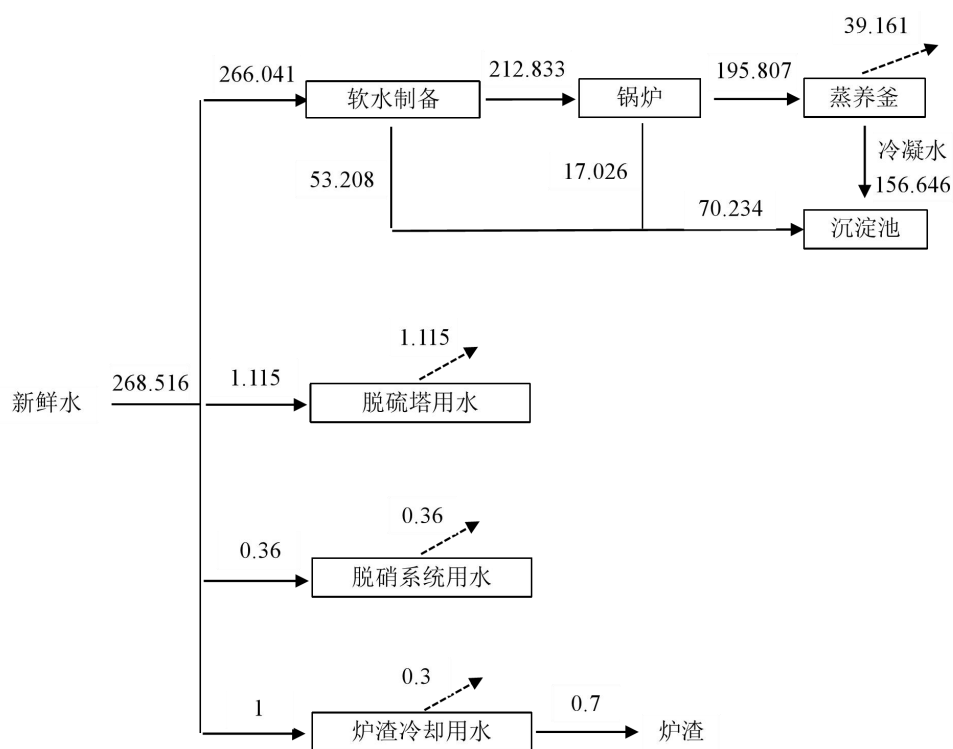 39.161
266.041
212.833
195.807
软水制备
锅炉
蒸养釜
冷凝水
53.208
17.026
156.646
70.234
沉淀池
1.115
新鲜水
268.516
1.115
脱硫塔用水
0.36
0.36
脱硝系统用水
0.3
1
0.7
炉渣冷却用水
炉渣